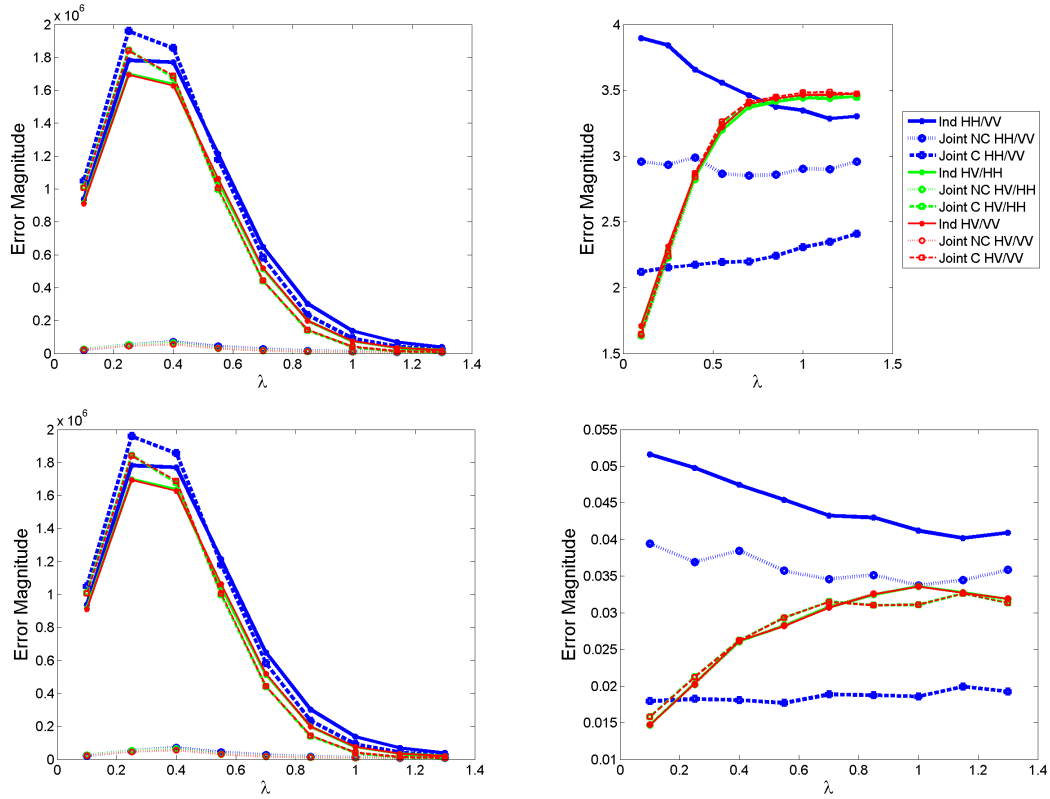 x 10^6
2
1.8
1.6
1.4
1.2
1
0.8
0.6
0.4
0.2
0
Error Magnitude
0 0.2 0.4 0.6 0.8 1 1.2 1.4
λ
4
3.5
3
2.5
2
1.5
Error Magnitude
0 0.5 1 1.5
λ
Ind HH/VV
Joint NC HH/VV
Joint C HH/VV
Ind HV/HH
Joint NC HV/HH
Joint C HV/HH
Ind HV/VV
Joint NC HV/VV
Joint C HV/VV
x 10^6
2
1.8
1.6
1.4
1.2
1
0.8
0.6
0.4
0.2
0
Error Magnitude
0 0.2 0.4 0.6 0.8 1 1.2 1.4
λ
0.055
0.05
0.045
0.04
0.035
0.03
0.025
0.02
0.015
0.01
Error Magnitude
0 0.2 0.4 0.6 0.8 1 1.2 1.4
λ